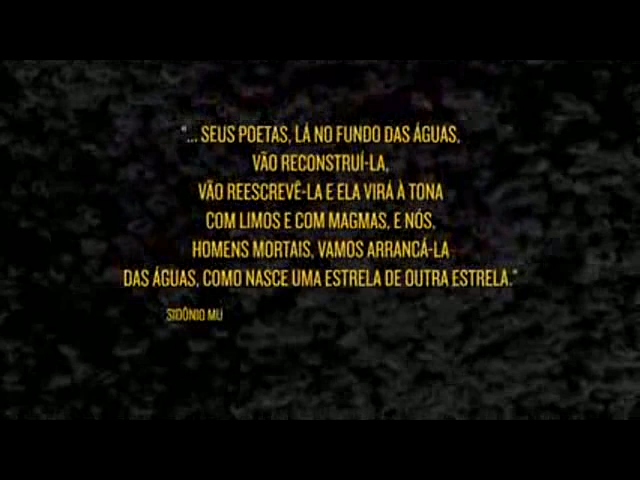 "... SEUS POETAS, LÁ NO FUNDO DAS ÁGUAS,
VÃO RECONSTRUÍ-LA,
VÃO REESCREVÊ-LA E ELA VIRÁ À TONA
COM LIMOS E COM MAGMAS, E NÓS,
HOMENS MORTAIS, VAMOS ARRANCÁ-LA
DAS ÁGUAS, COMO NASCE UMA ESTRELA DE OUTRA ESTRELA."
SIDÔNIO MU